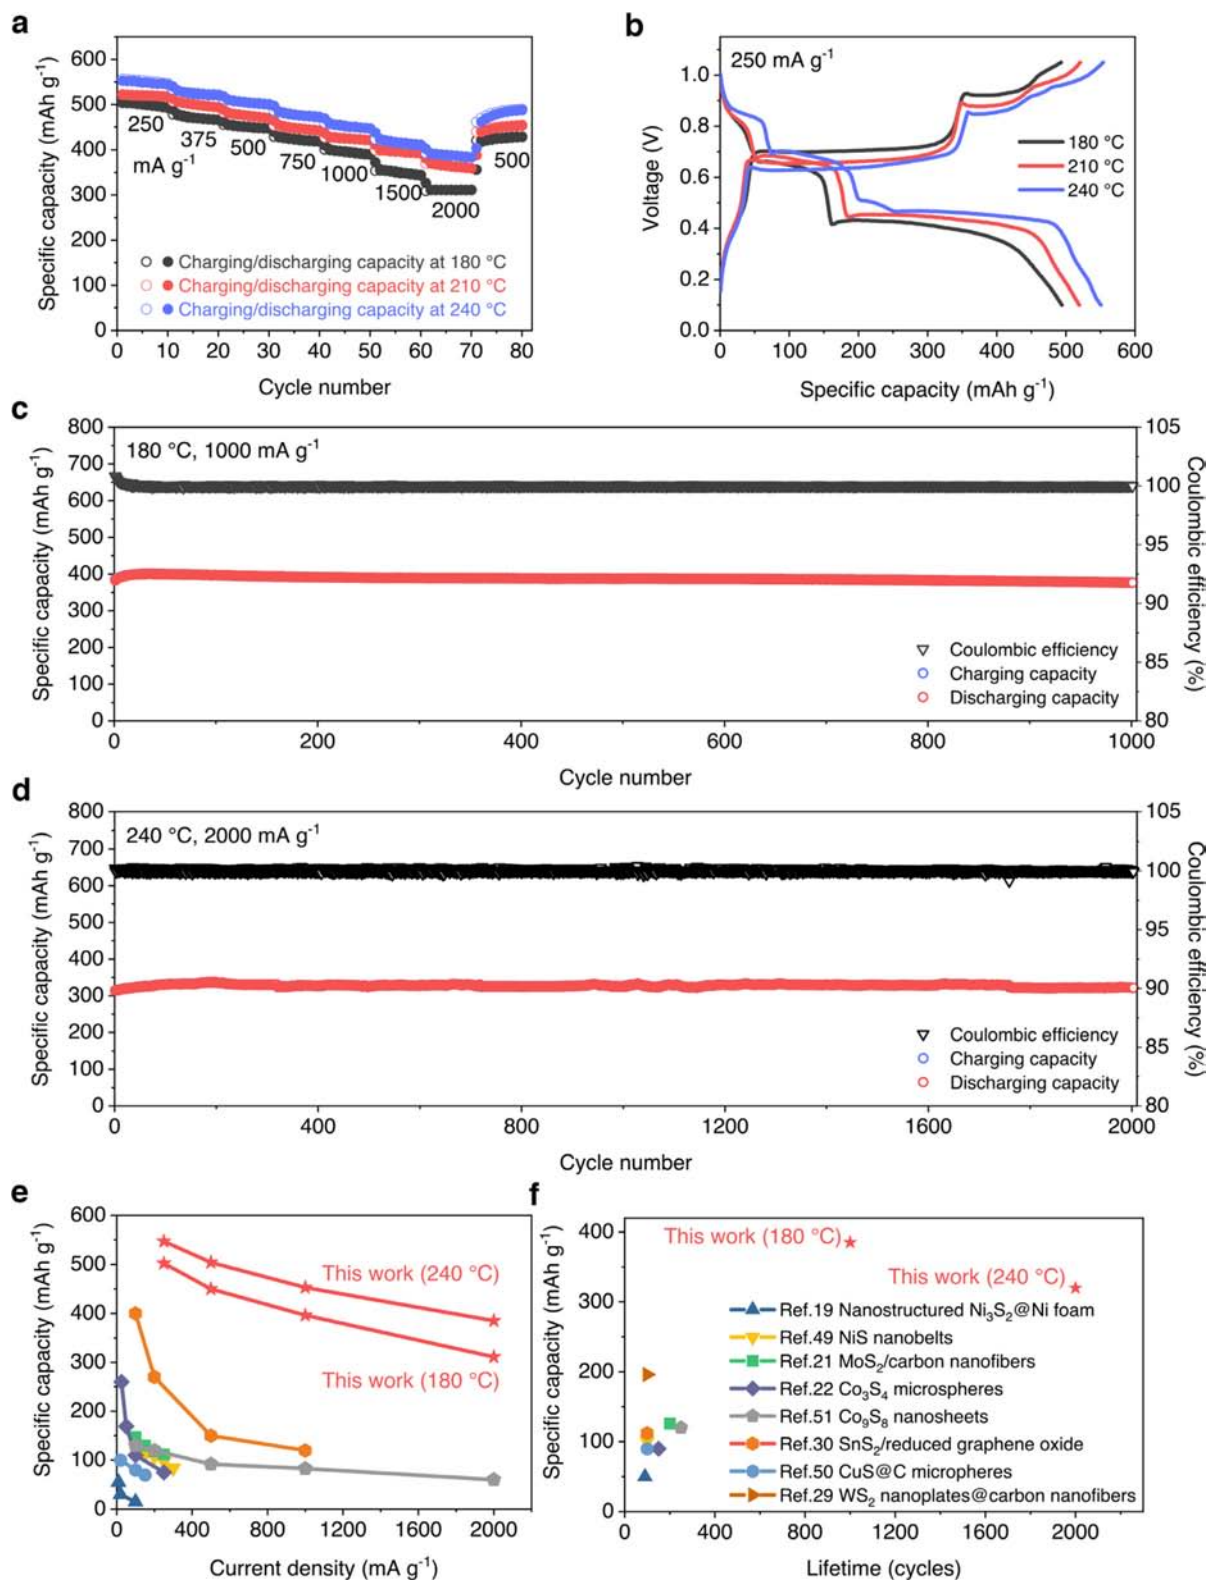 a
Specific capacity (mAh g⁻¹)
600
500
400
300
200
100
0
250
375
500
750
1000
1500
2000
500
mA g⁻¹
Charging/discharging capacity at 180 °C
Charging/discharging capacity at 210 °C
Charging/discharging capacity at 240 °C
0 10 20 30 40 50 60 70 80
Cycle number
b
250 mA g⁻¹
Voltage (V)
1.0
0.8
0.6
0.4
0.2
0.0
180 °C
210 °C
240 °C
0 100 200 300 400 500 600
Specific capacity (mAh g⁻¹)
c
180 °C, 1000 mA g⁻¹
Specific capacity (mAh g⁻¹)
800
700
600
500
400
300
200
100
0
105
100
95
90
85
80
Coulombic efficiency (%)
Coulombic efficiency
Charging capacity
Discharging capacity
0 200 400 600 800 1000
Cycle number
d
240 °C, 2000 mA g⁻¹
Specific capacity (mAh g⁻¹)
800
700
600
500
400
300
200
100
0
105
100
95
90
85
80
Coulombic efficiency (%)
Coulombic efficiency
Charging capacity
Discharging capacity
0 400 800 1200 1600 2000
Cycle number
e
Specific capacity (mAh g⁻¹)
600
500
400
300
200
100
0
This work (240 °C)
This work (180 °C)
0 400 800 1200 1600 2000
Current density (mA g⁻¹)
f
Specific capacity (mAh g⁻¹)
400
300
200
100
0
This work (180 °C)
This work (240 °C)
Ref.19 Nanostructured Ni₃S₂@Ni foam
Ref.49 NiS nanobelts
Ref.21 MoS₂/carbon nanofibers
Ref.22 Co₃S₄ microspheres
Ref.51 Co₉S₈ nanosheets
Ref.30 SnS₂/reduced graphene oxide
Ref.50 CuS@C micropheres
Ref.29 WS₂ nanoplates@carbon nanofibers
0 400 800 1200 1600 2000
Lifetime (cycles)